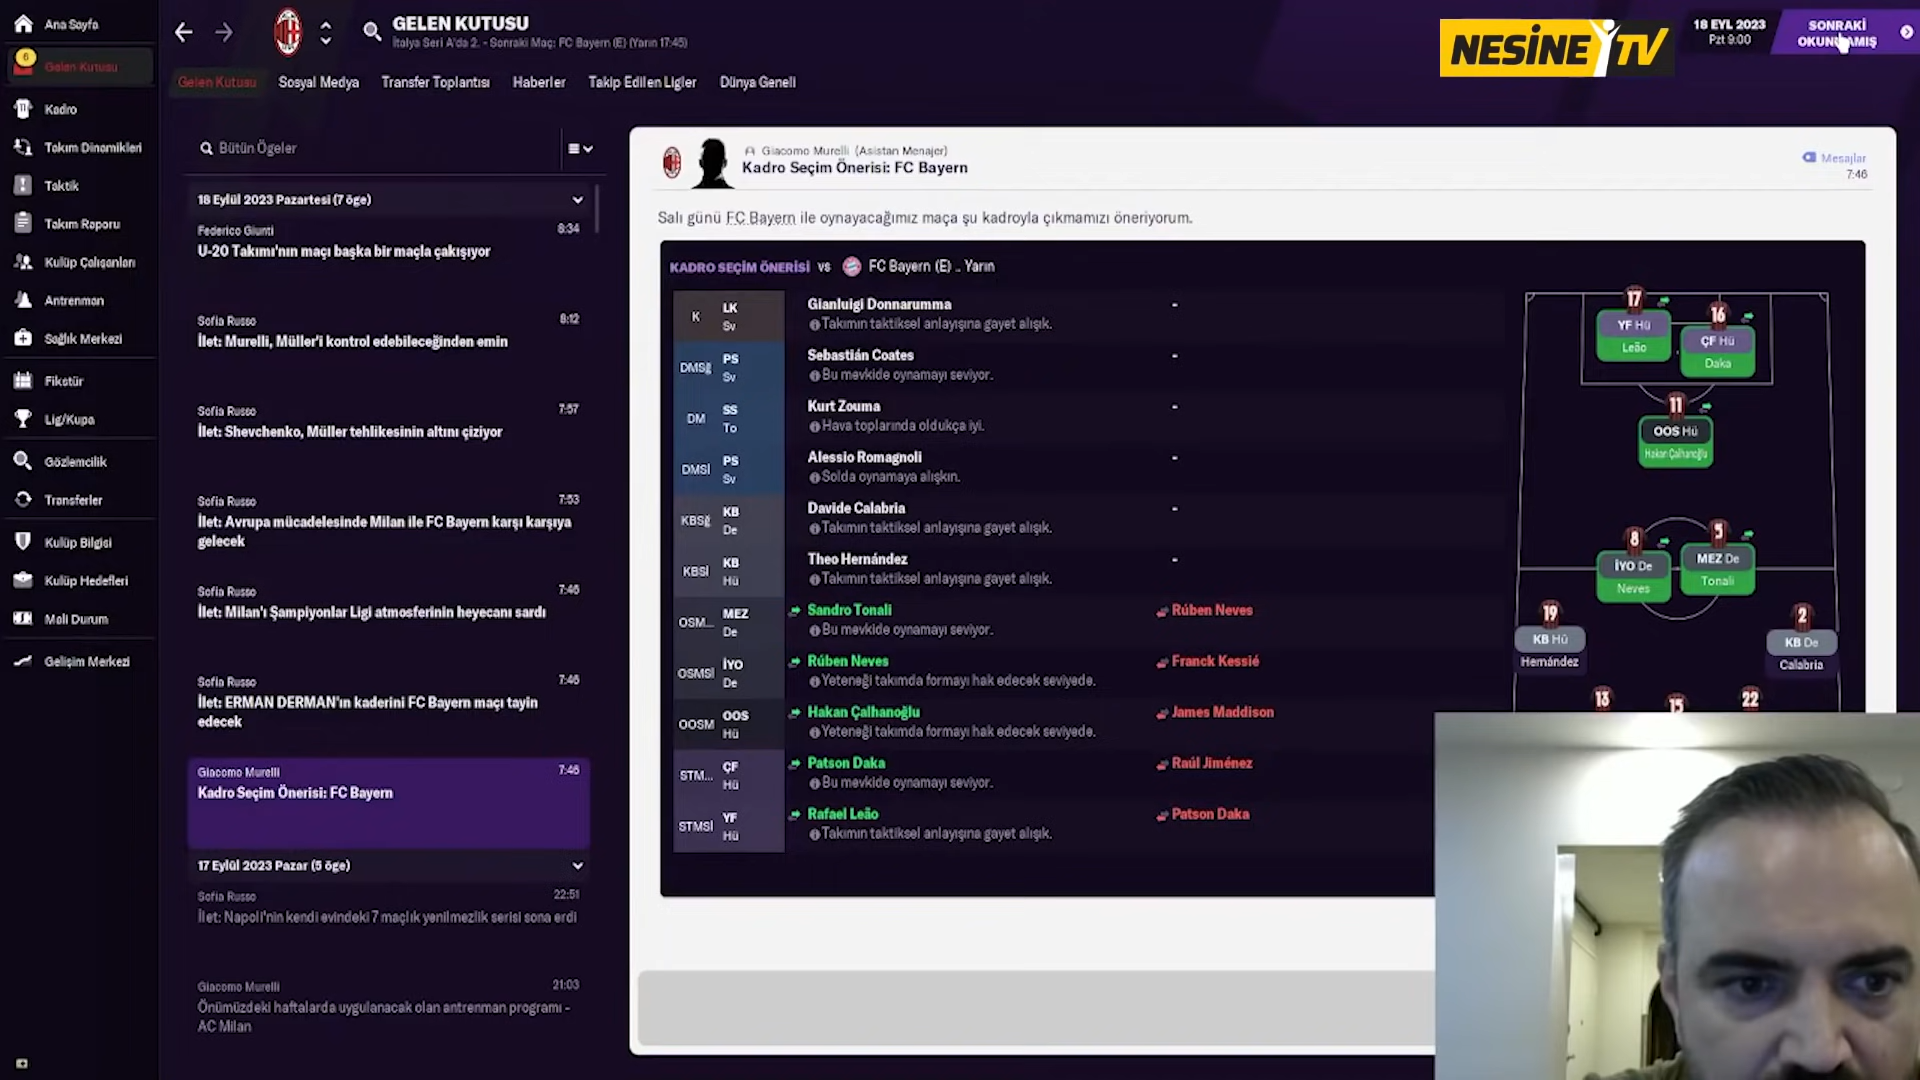 Ana Sayfa
GELEN KUTUSU
İtalya Seri A'da 2. - Sonraki Maç: FC Bayern (E) (Yarın 17:45)
NESİNE TV
18 EYL 2023
Pzt 9:00
SONRAKİ
6
Gelen Kutusu
Gelen Kutusu Sosyal Medya Transfer Toplantısı Haberler Takip Edilen Ligler Dünya Geneli
Kadro
Takım Dinamikleri
Taktik
Takım Raporu
Kulüp Çalışanları
Antrenman
Sağlık Merkezi
Fikstür
Lig/Kupa
Gözlemcilik
Transferler
Kulüp Bilgisi
Kulüp Hedefleri
Mali Durum
Gelişim Merkezi
Bütün Ögeler
18 Eylül 2023 Pazartesi (7 öge)
Federico Giunti 8:34
U-20 Takımı'nın maçı başka bir maçla çakışıyor
Sofia Russo 8:12
İlet: Murelli, Müller'i kontrol edebileceğinden emin
Sofia Russo 7:57
İlet: Shevchenko, Müller tehlikesinin altını çiziyor
Sofia Russo 7:53
İlet: Avrupa mücadelesinde Milan ile FC Bayern karşı karşıya
gelecek
Sofia Russo 7:46
İlet: Milan'ı Şampiyonlar Ligi atmosferinin heyecanı sardı
Sofia Russo 7:46
İlet: ERMAN DERMAN'ın kaderini FC Bayern maçı tayin
edecek
Giacomo Murelli 7:46
Kadro Seçim Önerisi: FC Bayern
17 Eylül 2023 Pazar (5 öge)
Sofia Russo 22:51
İlet: Napoli'nin kendi evindeki 7 maçlık yenilmezlik serisi sona erdi
Giacomo Murelli 21:03
Önümüzdeki haftalarda uygulanacak olan antrenman programı -
AC Milan
Giacomo Murelli (Asistan Menajer)
Kadro Seçim Önerisi: FC Bayern
Mesajlar
7:46
Salı günü FC Bayern ile oynayacağımız maça şu kadroyla çıkmamızı öneriyorum.
KADRO SEÇİM ÖNERİSİ vs FC Bayern (E) .. Yarın
K LK Sv Gianluigi Donnarumma -
Takımın taktiksel anlayışına gayet alışık.
DMSğ PS Sv Sebastián Coates -
Bu mevkide oynamayı seviyor.
DM SS To Kurt Zouma -
Hava toplarında oldukça iyi.
DMSl PS Sv Alessio Romagnoli -
Solda oynamaya alışkın.
KBSğ KB De Davide Calabria -
Takımın taktiksel anlayışına gayet alışık.
KBSl KB Hü Theo Hernández -
Takımın taktiksel anlayışına gayet alışık.
OSM... MEZ De Sandro Tonali Rúben Neves
Bu mevkide oynamayı seviyor.
OSMSl İYO De Rúben Neves Franck Kessié
Yeteneği takımda formayı hak edecek seviyede.
OOSM OOS Hü Hakan Çalhanoğlu James Maddison
Yeteneği takımda formayı hak edecek seviyede.
STM... ÇF Hü Patson Daka Raúl Jiménez
Bu mevkide oynamayı seviyor.
STMSl YF Hü Rafael Leão Patson Daka
Takımın taktiksel anlayışına gayet alışık.
17
YF Hü
Leão
16
ÇF Hü
Daka
11
OOS Hü
Hakan Çalhanoğlu
8
İYO De
Neves
5
MEZ De
Tonali
19
KB Hü
Hernández
2
KB De
Calabria
13 15 22